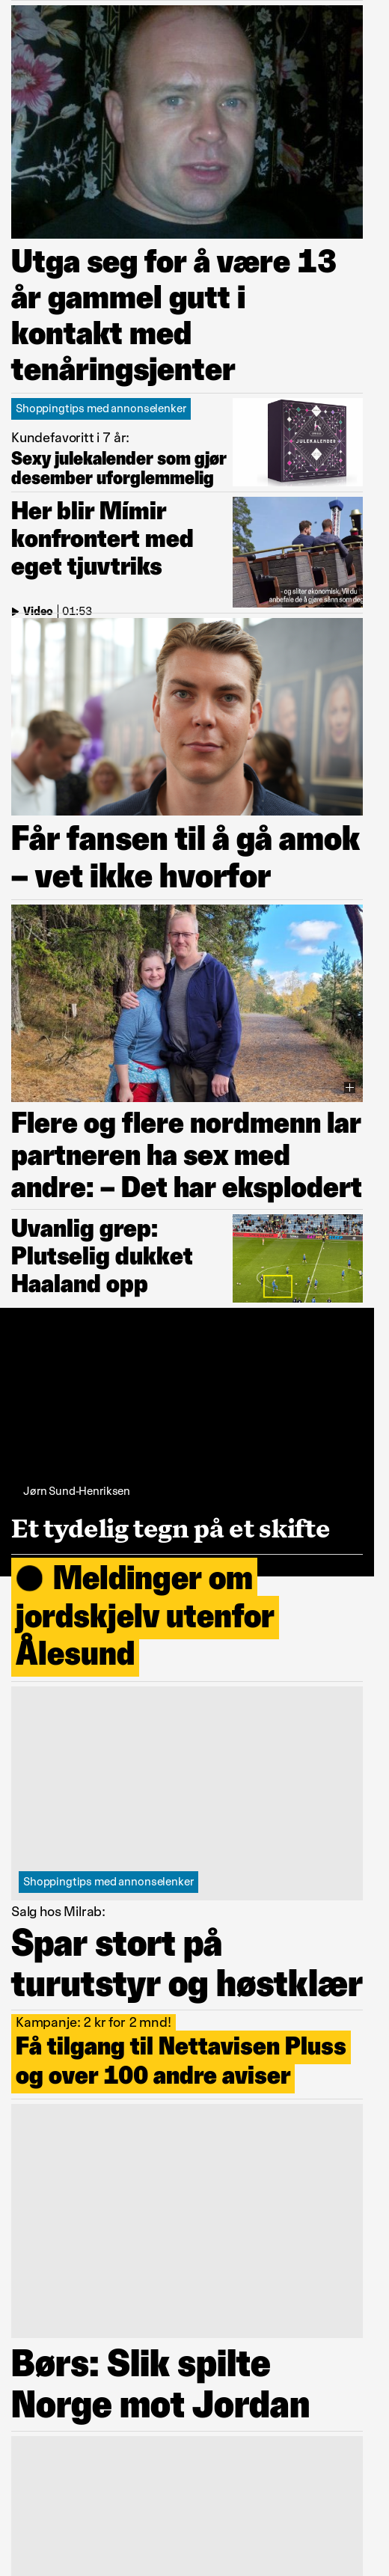 Utga seg for å være 13
år gammel gutt i
kontakt med
tenåringsjenter
Shoppingtips med annonselenker
Kundefavoritt i 7 år:
Sexy julekalender som gjør
desember uforglemmelig
JULEKALENDER
Her blir Mímir
konfrontert med
eget tjuvtriks
- og sliter økonomisk. Vil du
anbefale de å gjøre sånn som deg
Video | 01:53
Får fansen til å gå amok
– vet ikke hvorfor
Flere og flere nordmenn lar
partneren ha sex med
andre: – Det har eksplodert
Uvanlig grep:
Plutselig dukket
Haaland opp
Jørn Sund-Henriksen
Et tydelig tegn på et skifte
Meldinger om
jordskjelv utenfor
Ålesund
Shoppingtips med annonselenker
Salg hos Milrab:
Spar stort på
turutstyr og høstklær
Kampanje: 2 kr for 2 mnd!
Få tilgang til Nettavisen Pluss
og over 100 andre aviser
Børs: Slik spilte
Norge mot Jordan